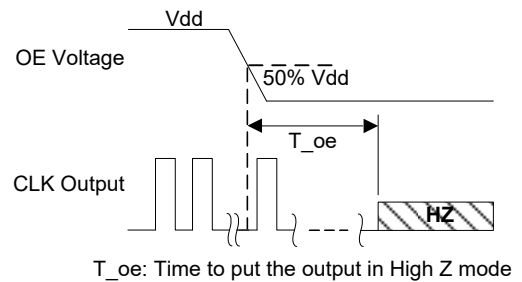 Vdd
OE Voltage
50% Vdd
T_oe
CLK Output
HZ
T_oe: Time to put the output in High Z mode